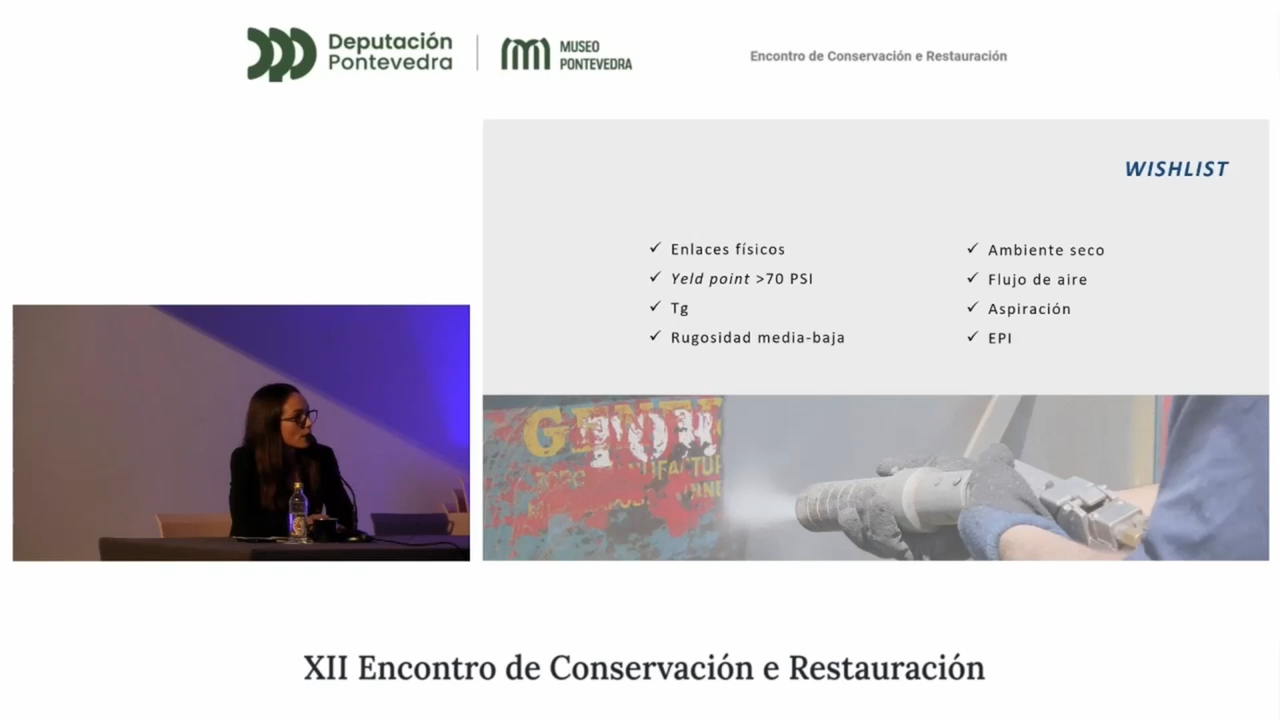 Deputación
Pontevedra
MUSEO
PONTEVEDRA
Encontro de Conservación e Restauración
WISHLIST
✓ Enlaces físicos
✓ Yeld point >70 PSI
✓ Tg
✓ Rugosidad media-baja
✓ Ambiente seco
✓ Flujo de aire
✓ Aspiración
✓ EPI
XII Encontro de Conservación e Restauración